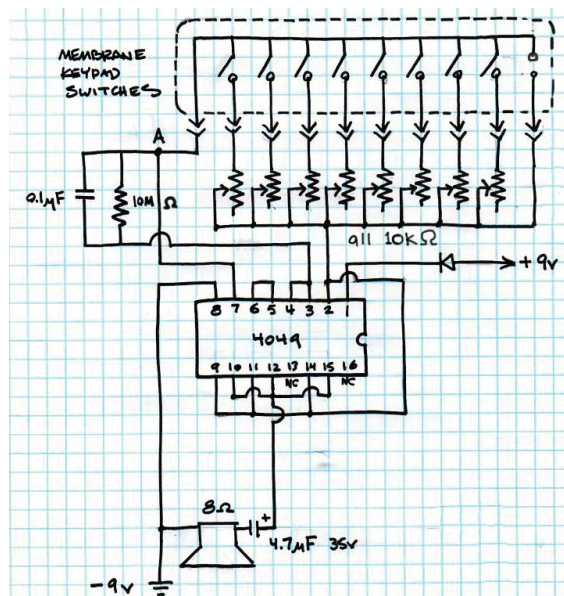 MEMBRANE
KEYPAD
SWITCHES
A
0.1µF
10M Ω
all 10KΩ
+9v
8 7 6 5 4 3 2 1
4049
9 10 11 12 13 14 15 16
NC NC
8Ω
+
4.7µF 35v
-9v